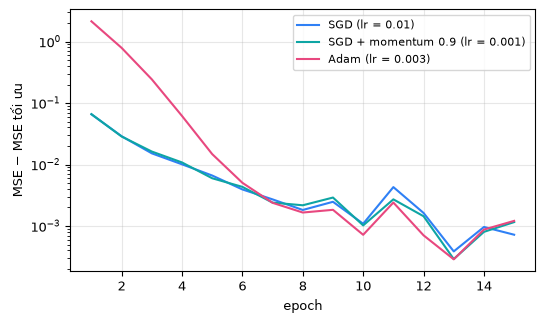 SGD (lr = 0.01)
SGD + momentum 0.9 (lr = 0.001)
Adam (lr = 0.003)
MSE − MSE tối ưu
10⁰
10⁻¹
10⁻²
10⁻³
2 4 6 8 10 12 14
epoch